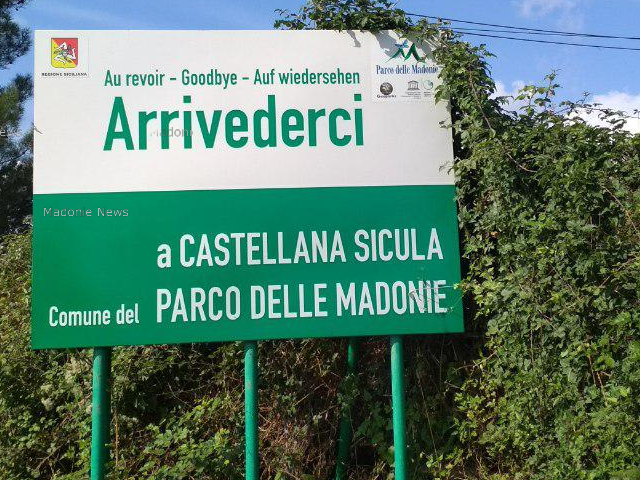 REGIONE SICILIANA
Au revoir - Goodbye - Auf wiedersehen
Arrivederci
Parco delle Madonie
Madonie News
a CASTELLANA SICULA
Comune del PARCO DELLE MADONIE